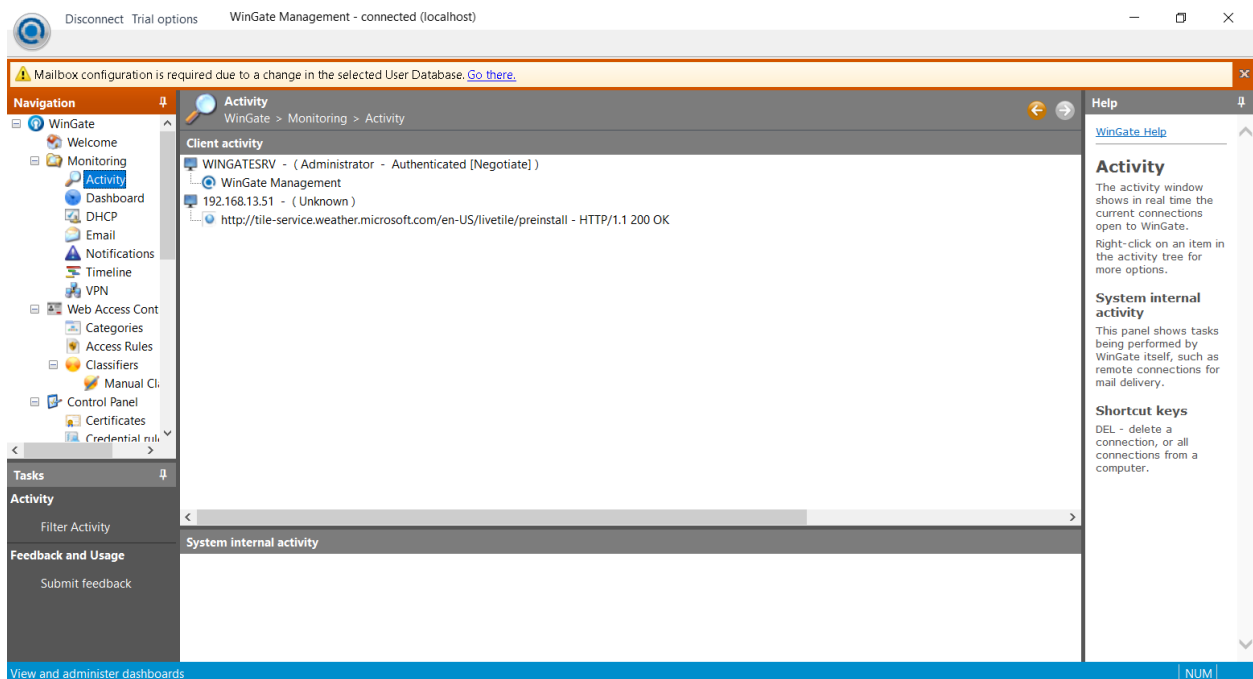 Disconnect Trial options WinGate Management - connected (localhost)
Mailbox configuration is required due to a change in the selected User Database. Go there.
Navigation
WinGate
Welcome
Monitoring
Activity
Dashboard
DHCP
Email
Notifications
Timeline
VPN
Web Access Cont
Categories
Access Rules
Classifiers
Manual Cl
Control Panel
Certificates
Credential rul
Tasks
Activity
Filter Activity
Feedback and Usage
Submit feedback
Activity
WinGate > Monitoring > Activity
Client activity
WINGATESRV - ( Administrator - Authenticated [Negotiate] )
WinGate Management
192.168.13.51 - ( Unknown )
http://tile-service.weather.microsoft.com/en-US/livetile/preinstall - HTTP/1.1 200 OK
System internal activity
Help
WinGate Help
Activity
The activity window
shows in real time the
current connections
open to WinGate.
Right-click on an item in
the activity tree for
more options.
System internal
activity
This panel shows tasks
being performed by
WinGate itself, such as
remote connections for
mail delivery.
Shortcut keys
DEL - delete a
connection, or all
connections from a
computer.
View and administer dashboards
NUM